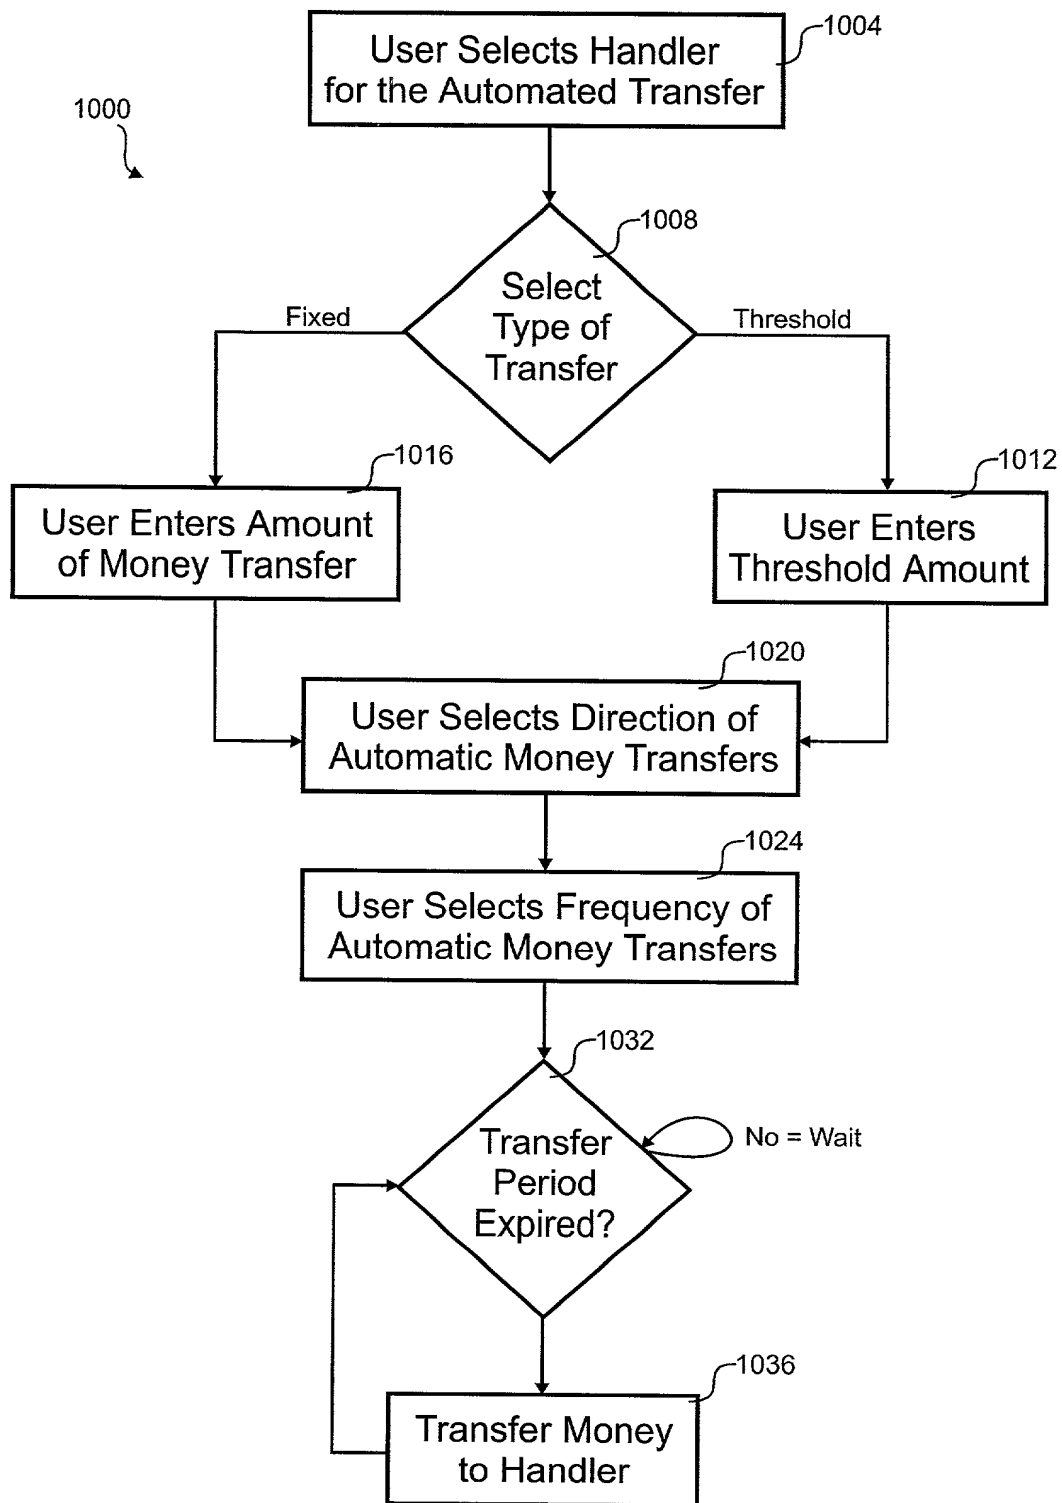 1004
User Selects Handler
for the Automated Transfer
1000
1008
Select
Type of
Transfer
Fixed
Threshold
1016
User Enters Amount
of Money Transfer
1012
User Enters
Threshold Amount
1020
User Selects Direction of
Automatic Money Transfers
1024
User Selects Frequency of
Automatic Money Transfers
1032
Transfer
Period
Expired?
No = Wait
1036
Transfer Money
to Handler